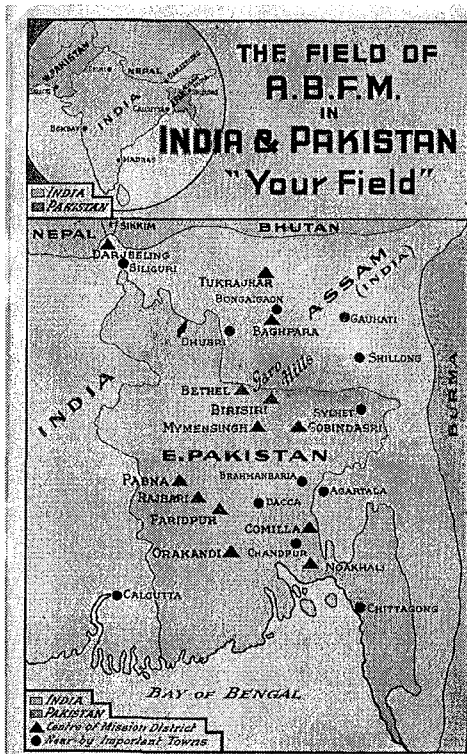 THE FIELD OF
A.B.F.M.
IN
INDIA & PAKISTAN
"Your Field"
W. PAKISTAN
NEPAL
INDIA
CALCUTTA
BOMBAY
MADRAS
INDIA
PAKISTAN
NEPAL
SIKKIM
BHUTAN
DARJEELING
SILIGURI
TUKRAJHAR
BONGAIGAON
ASSAM
(INDIA)
BAGHPARA
GAUHATI
DHUBRI
SHILLONG
Garo Hills
BETHEL
BIRISIRI
SYLHET
INDIA
MYMENSINGH
GOBINDASRI
BURMA
E. PAKISTAN
PABNA
BRAHMANBARIA
RAJBARI
DACCA
AGARTALA
FARIDPUR
COMILLA
ORAKANDI
CHANDPUR
NOAKHALI
CALCUTTA
CHITTAGONG
BAY OF BENGAL
INDIA
PAKISTAN
Centre of Mission District
Near-by Important Towns